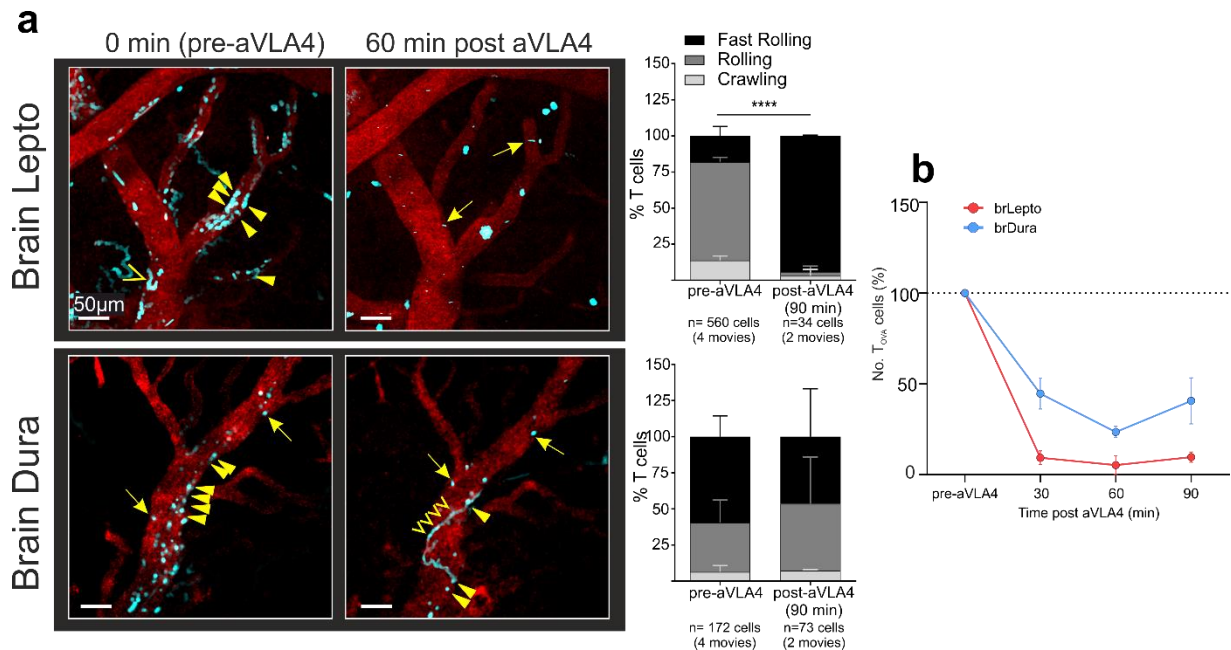 a
0 min (pre-aVLA4)
60 min post aVLA4
Brain Lepto
50µm
Brain Dura
Fast Rolling
Rolling
Crawling
% T cells
150
125
100
75
50
25
****
pre-aVLA4
post-aVLA4
(90 min)
n= 560 cells
(4 movies)
n=34 cells
(2 movies)
% T cells
150
125
100
75
50
25
pre-aVLA4
post-aVLA4
(90 min)
n= 172 cells
(4 movies)
n=73 cells
(2 movies)
b
brLepto
brDura
No. TOVA cells (%)
150
100
50
0
pre-aVLA4
30
60
90
Time post aVLA4 (min)